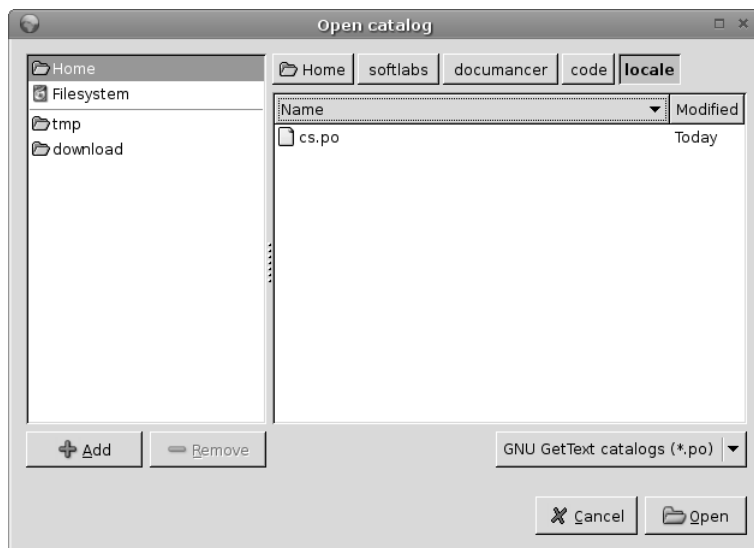 Open catalog
Home
Filesystem
tmp
download
Home softlabs documancer code locale
Name Modified
cs.po Today
Add Remove
GNU GetText catalogs (*.po)
Cancel Open